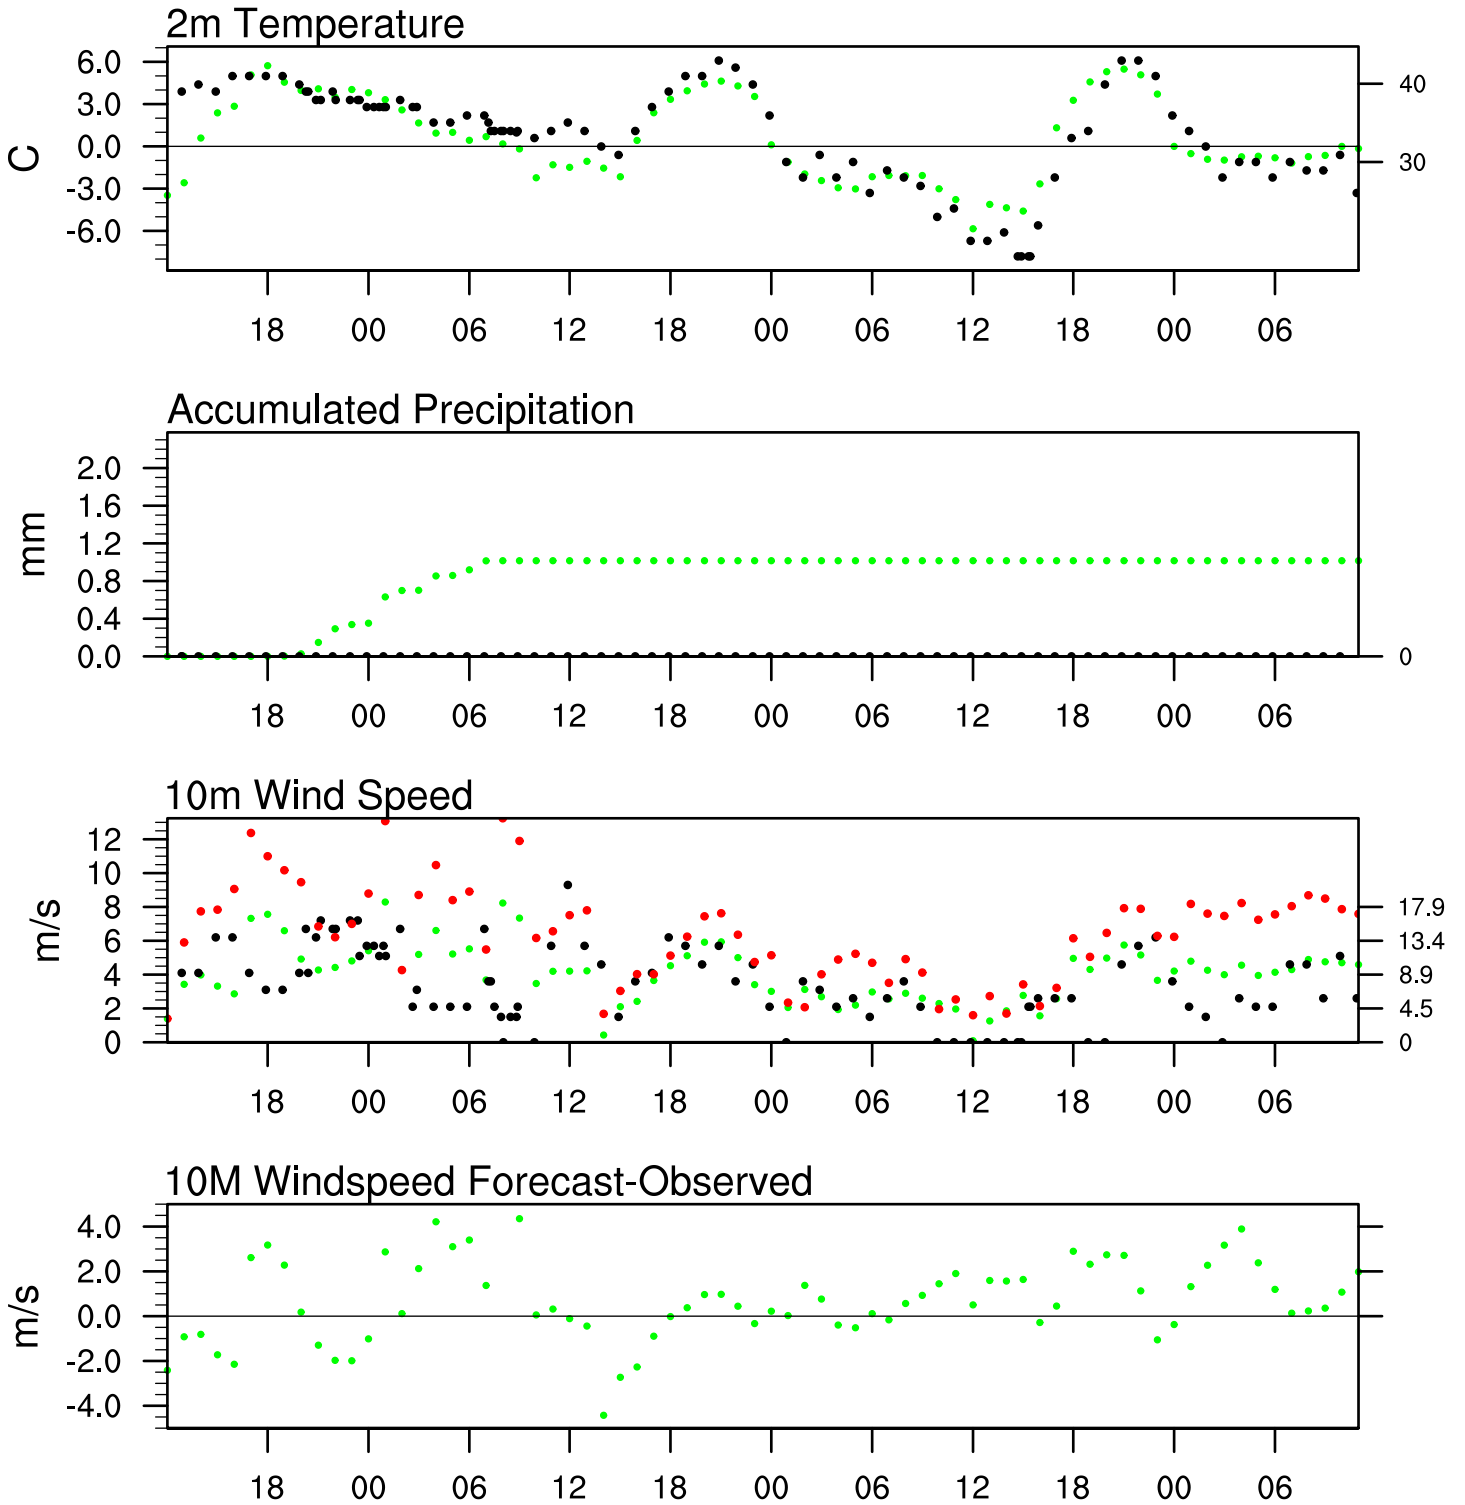 2m Temperature
6.0
3.0
0.0
-3.0
-6.0
C
40
30
18 00 06 12 18 00 06 12 18 00 06
Accumulated Precipitation
2.0
1.6
1.2
0.8
0.4
0.0
mm
0
18 00 06 12 18 00 06 12 18 00 06
10m Wind Speed
12
10
8
6
4
2
0
m/s
17.9
13.4
8.9
4.5
0
18 00 06 12 18 00 06 12 18 00 06
10M Windspeed Forecast-Observed
4.0
2.0
0.0
-2.0
-4.0
m/s
18 00 06 12 18 00 06 12 18 00 06